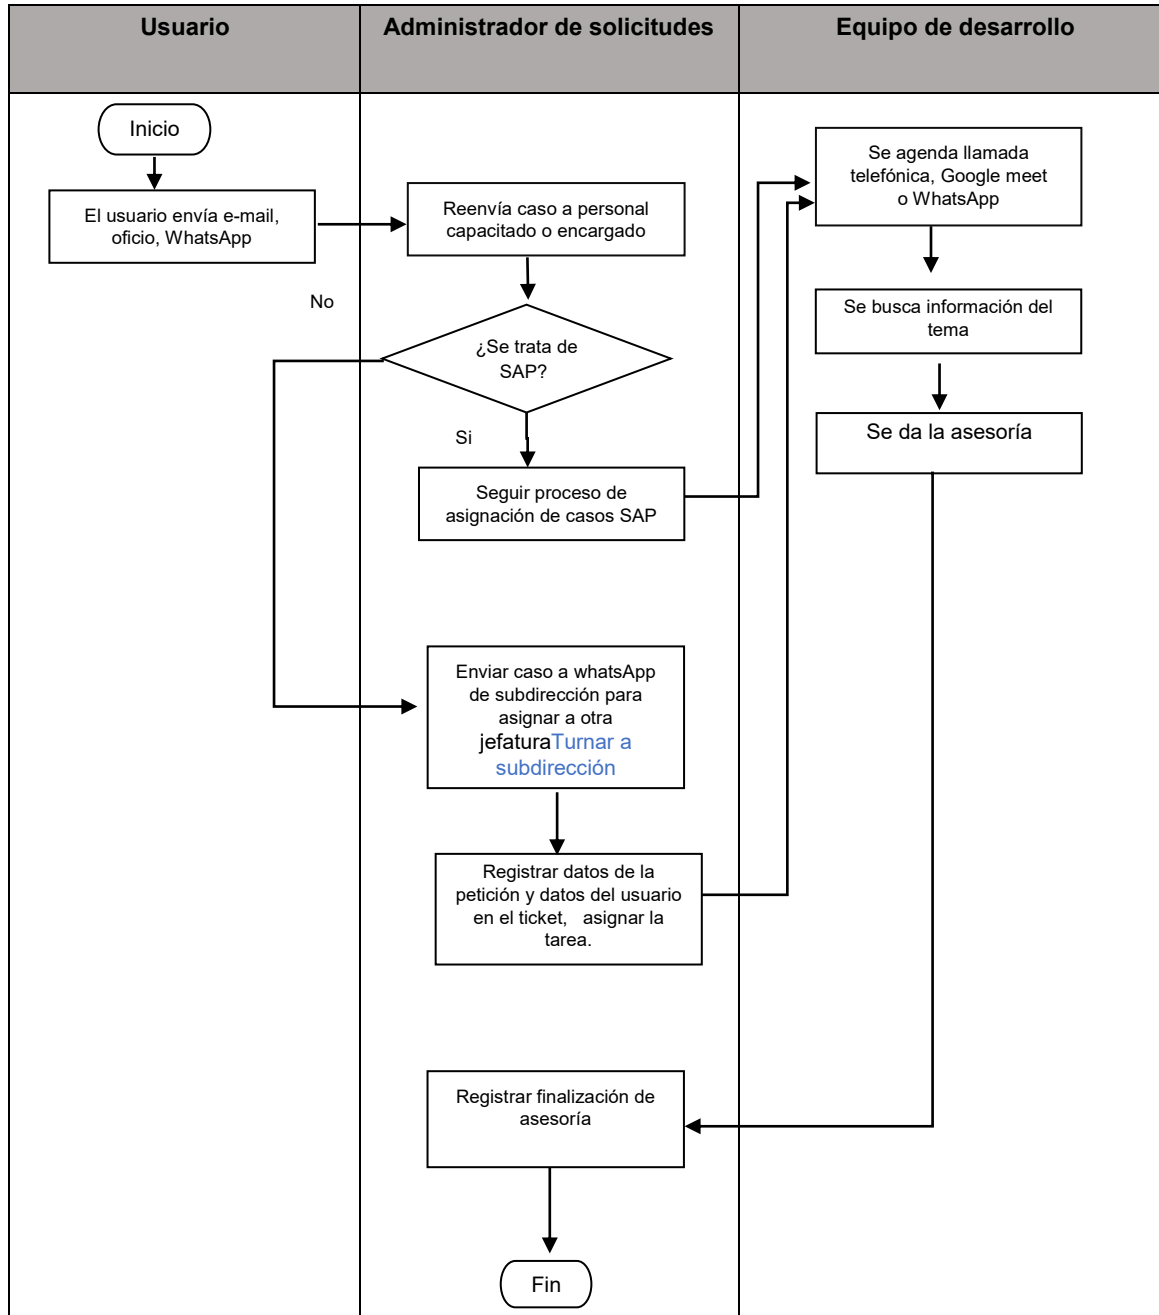 Usuario
Administrador de solicitudes
Equipo de desarrollo
Inicio
El usuario envía e-mail,
oficio, WhatsApp
Reenvía caso a personal
capacitado o encargado
No
¿Se trata de
SAP?
Si
Seguir proceso de
asignación de casos SAP
Enviar caso a whatsApp
de subdirección para
asignar a otra
jefaturaTurnar a
subdirección
Registrar datos de la
petición y datos del usuario
en el ticket, asignar la
tarea.
Se agenda llamada
telefónica, Google meet
o WhatsApp
Se busca información del
tema
Se da la asesoría
Registrar finalización de
asesoría
Fin